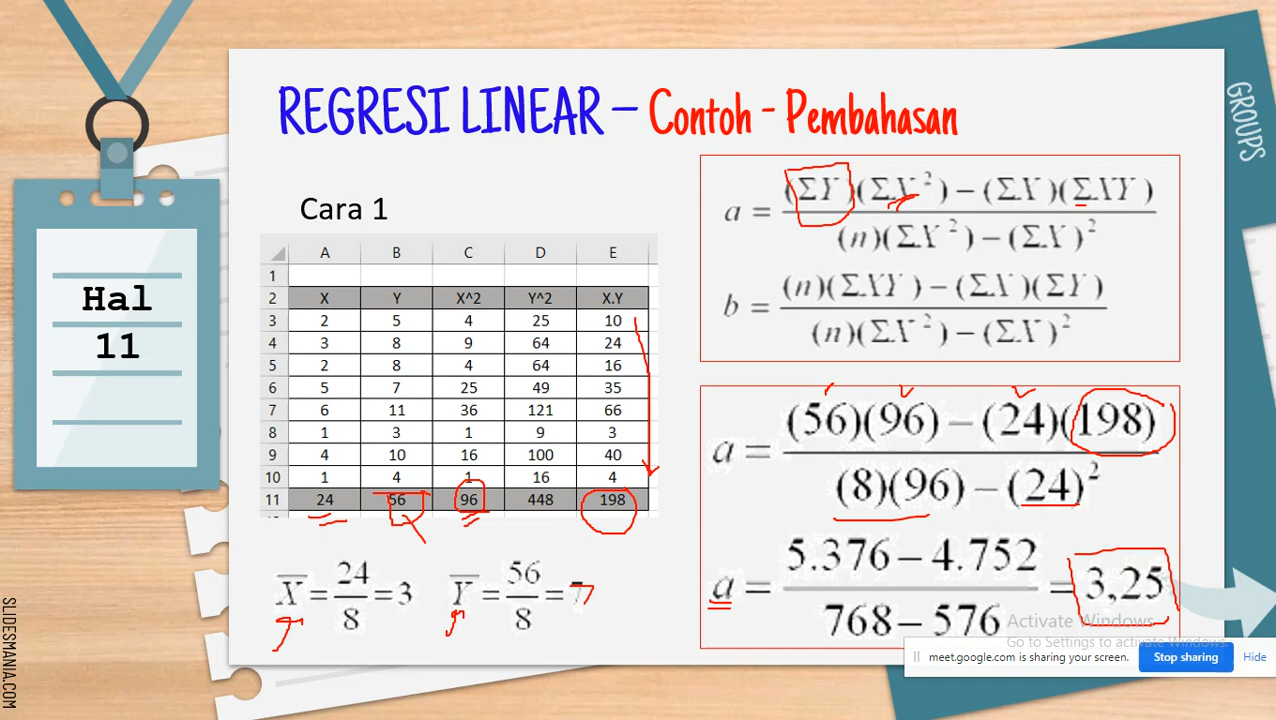 REGRESI LINEAR – Contoh - Pembahasan
GROUPS
Hal
11
Cara 1
A B C D E
1
2 X Y X^2 Y^2 X.Y
3 2 5 4 25 10
4 3 8 9 64 24
5 2 8 4 64 16
6 5 7 25 49 35
7 6 11 36 121 66
8 1 3 1 9 3
9 4 10 16 100 40
10 1 4 1 16 4
11 24 56 96 448 198
X̅ = 24/8 = 3
Y̅ = 56/8 = 7
a = (ΣY)(ΣX²) – (ΣX)(ΣXY) / (n)(ΣX²) – (ΣX)²
b = (n)(ΣXY) – (ΣX)(ΣY) / (n)(ΣX²) – (ΣX)²
a = (56)(96) – (24)(198) / (8)(96) – (24)²
a = 5.376 – 4.752 / 768 – 576 = 3,25
Activate Windows
Go to Settings to activate Windows.
meet.google.com is sharing your screen. Stop sharing Hide
SLIDESMANIA.COM